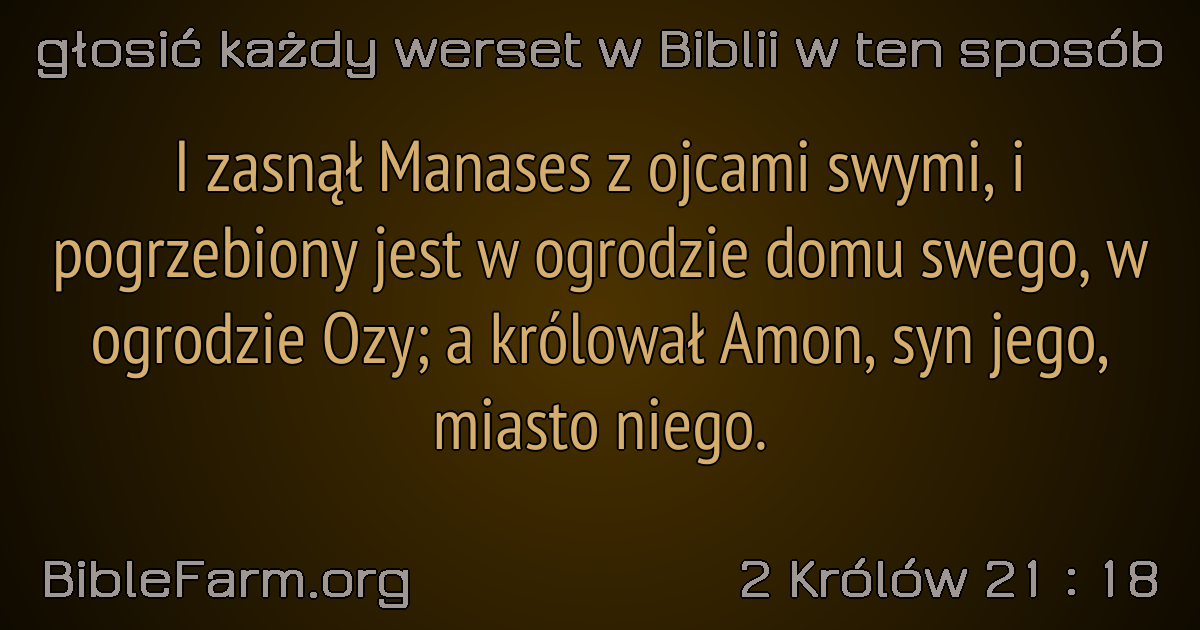 głosić każdy werset w Biblii w ten sposób
I zasnął Manases z ojcami swymi, i
pogrzebiony jest w ogrodzie domu swego, w
ogrodzie Ozy; a królował Amon, syn jego,
miasto niego.
BibleFarm.org
2 Królów 21 : 18